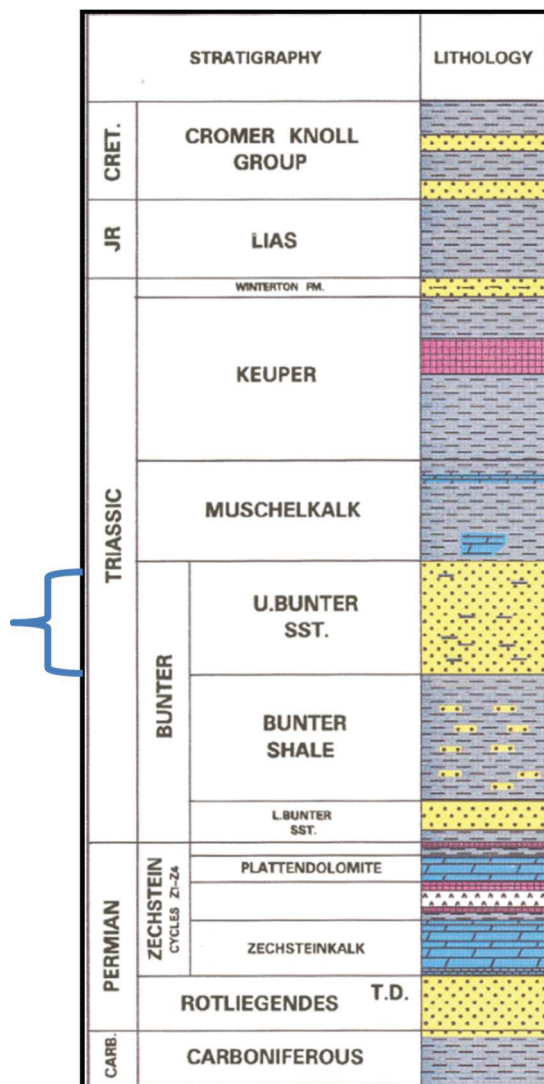 STRATIGRAPHY
LITHOLOGY
CRET.
CROMER KNOLL
GROUP
JR
LIAS
TRIASSIC
WINTERTON FM.
KEUPER
MUSCHELKALK
BUNTER
U.BUNTER
SST.
BUNTER
SHALE
L.BUNTER
SST.
PERMIAN
ZECHSTEIN
CYCLES Z1-Z4
PLATTENDOLOMITE
ZECHSTEINKALK
ROTLIEGENDES
T.D.
CARB.
CARBONIFEROUS